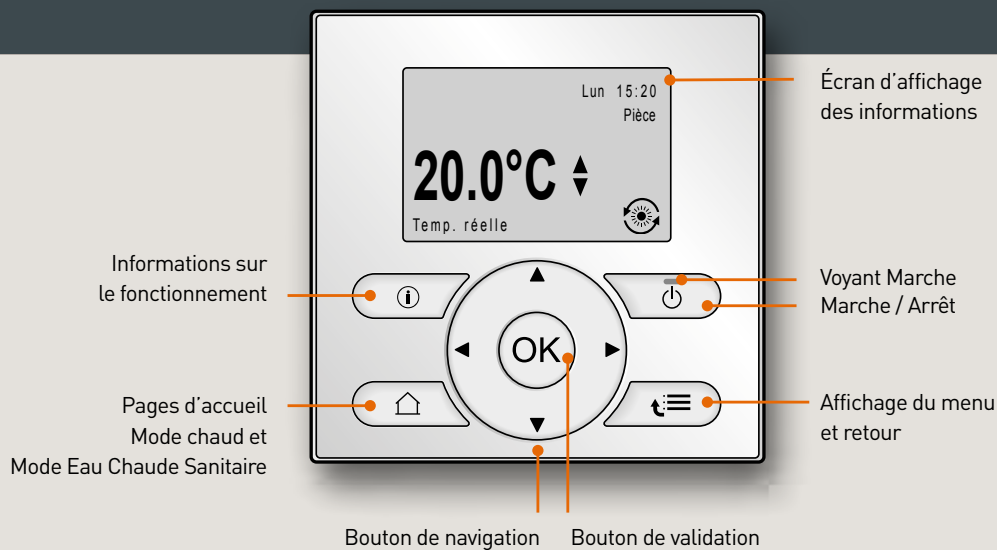 Lun 15:20
Pièce
20.0°C
Temp. réelle
OK
Écran d'affichage
des informations
Informations sur
le fonctionnement
Voyant Marche
Marche / Arrêt
Pages d'accueil
Mode chaud et
Mode Eau Chaude Sanitaire
Affichage du menu
et retour
Bouton de navigation
Bouton de validation